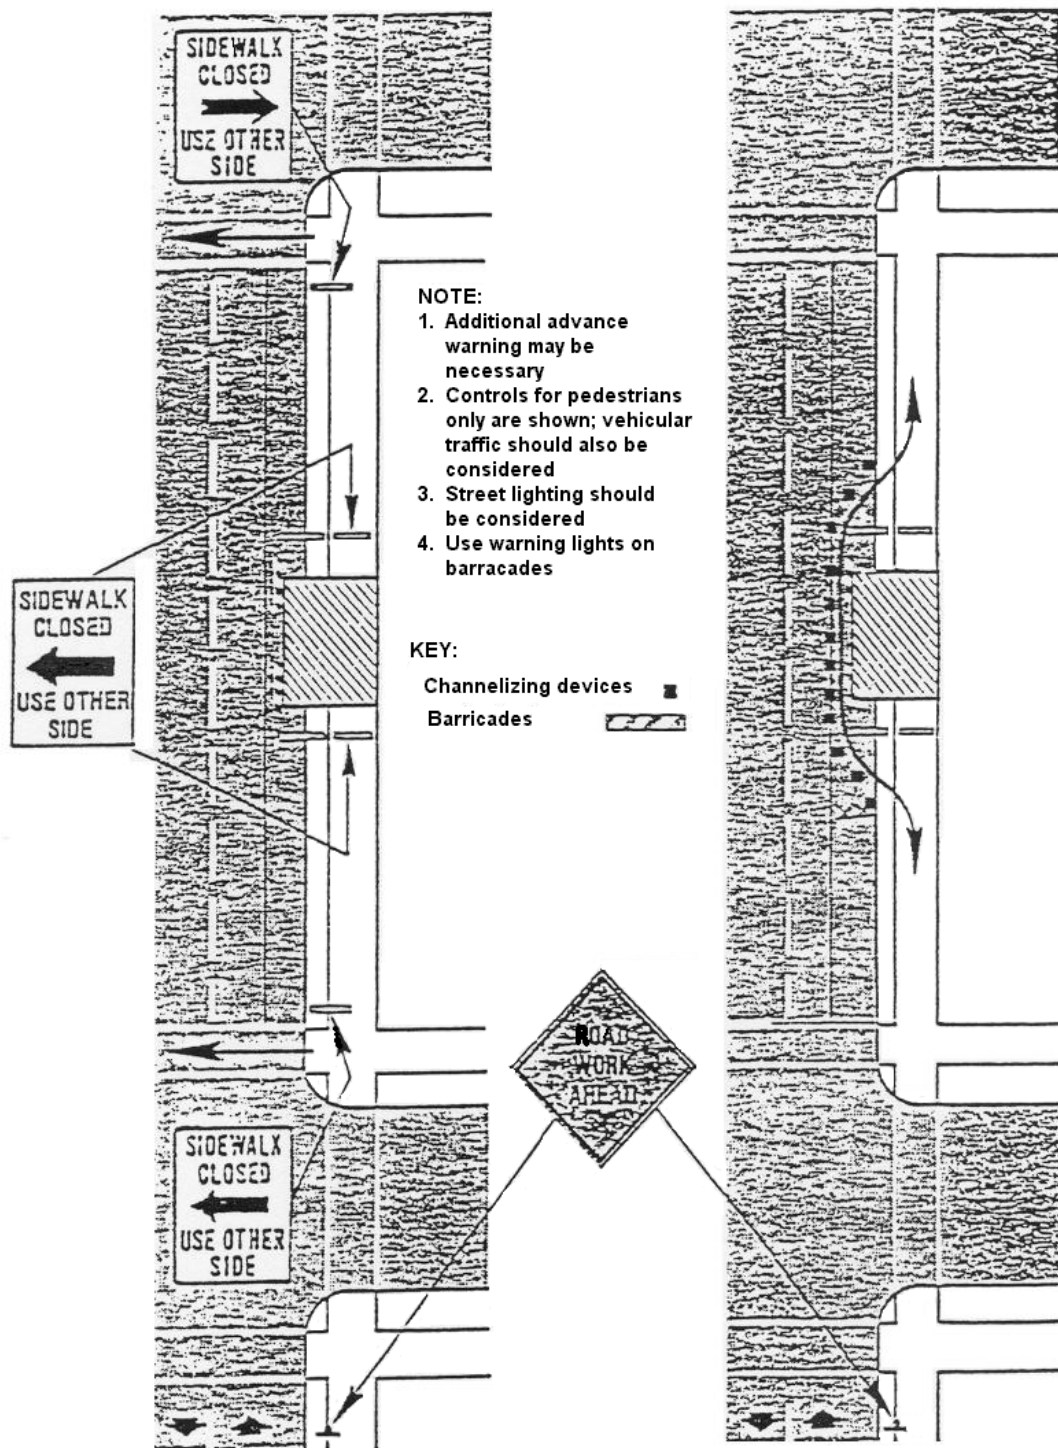 SIDEWALK
CLOSED
USE OTHER
SIDE
NOTE:
1. Additional advance
warning may be
necessary
2. Controls for pedestrians
only are shown; vehicular
traffic should also be
considered
3. Street lighting should
be considered
4. Use warning lights on
barracades
SIDEWALK
CLOSED
USE OTHER
SIDE
KEY:
Channelizing devices
Barricades
ROAD
WORK
AHEAD
SIDEWALK
CLOSED
USE OTHER
SIDE